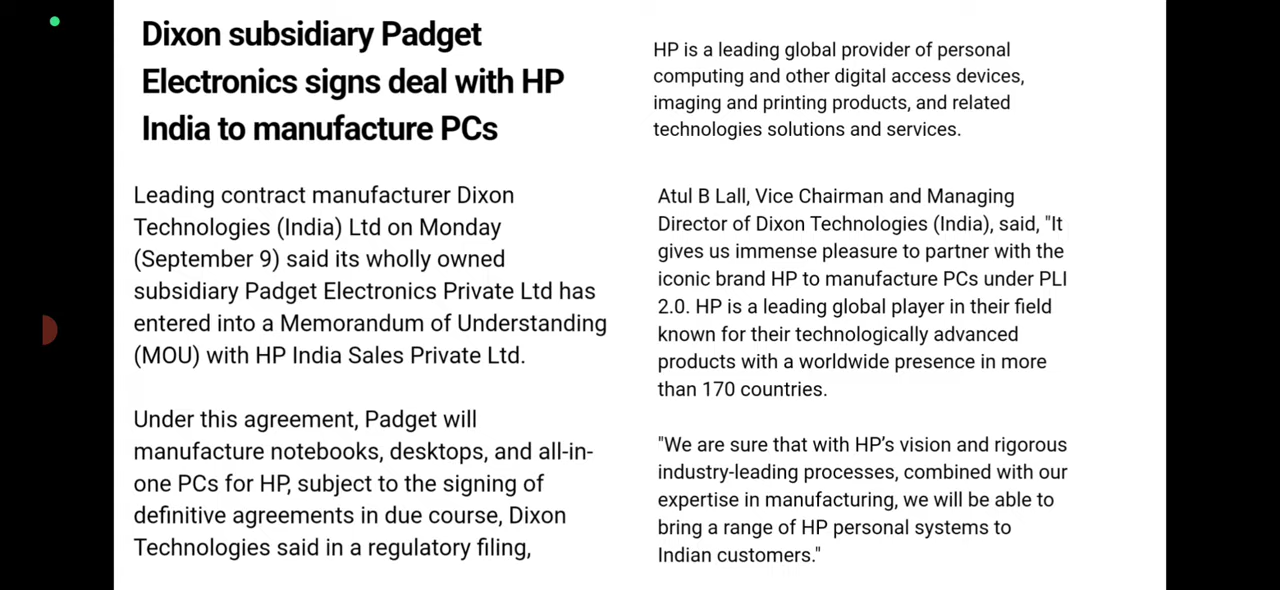 Dixon subsidiary Padget
Electronics signs deal with HP
India to manufacture PCs
Leading contract manufacturer Dixon
Technologies (India) Ltd on Monday
(September 9) said its wholly owned
subsidiary Padget Electronics Private Ltd has
entered into a Memorandum of Understanding
(MOU) with HP India Sales Private Ltd.
Under this agreement, Padget will
manufacture notebooks, desktops, and all-in-
one PCs for HP, subject to the signing of
definitive agreements in due course, Dixon
Technologies said in a regulatory filing,
HP is a leading global provider of personal
computing and other digital access devices,
imaging and printing products, and related
technologies solutions and services.
Atul B Lall, Vice Chairman and Managing
Director of Dixon Technologies (India), said, "It
gives us immense pleasure to partner with the
iconic brand HP to manufacture PCs under PLI
2.0. HP is a leading global player in their field
known for their technologically advanced
products with a worldwide presence in more
than 170 countries.
"We are sure that with HP’s vision and rigorous
industry-leading processes, combined with our
expertise in manufacturing, we will be able to
bring a range of HP personal systems to
Indian customers."